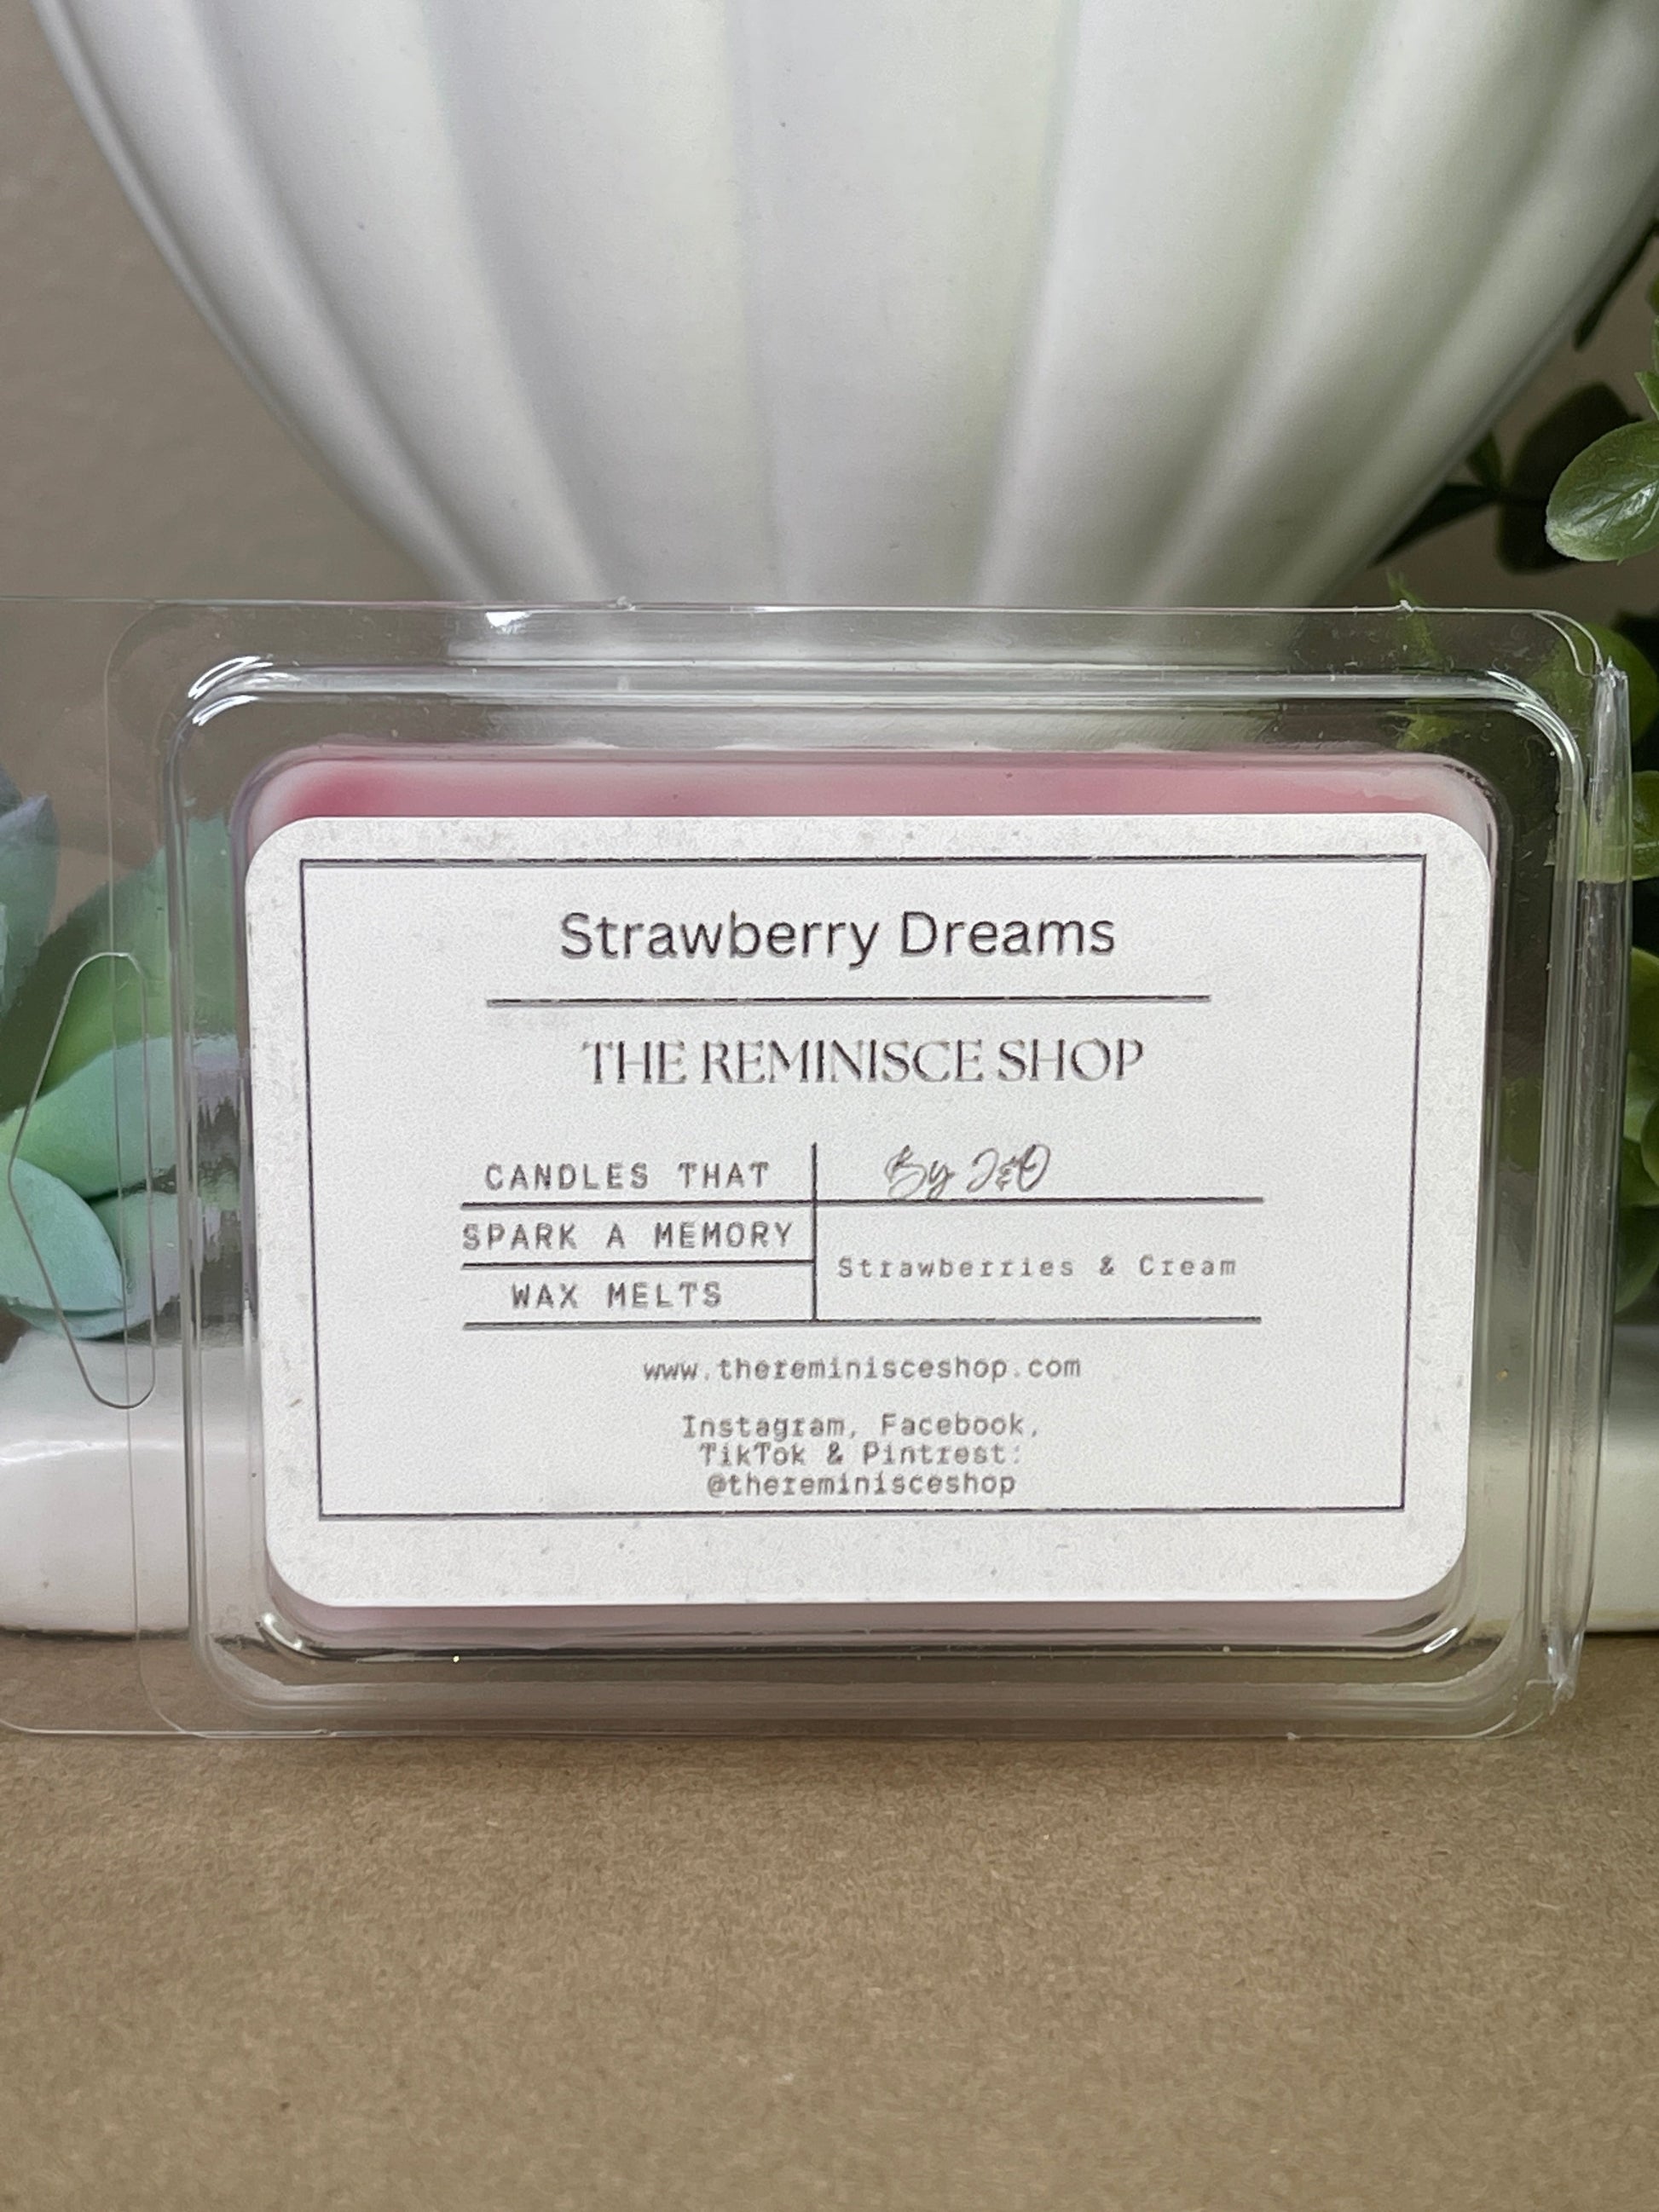 Strawberry Dreams
THE REMINISCE SHOP
CANDLES THAT
SPARK A MEMORY
WAX MELTS
By J&O
Strawberries & Cream
www.thereminisceshop.com
Instagram, Facebook,
TikTok & Pintrest:
@thereminisceshop